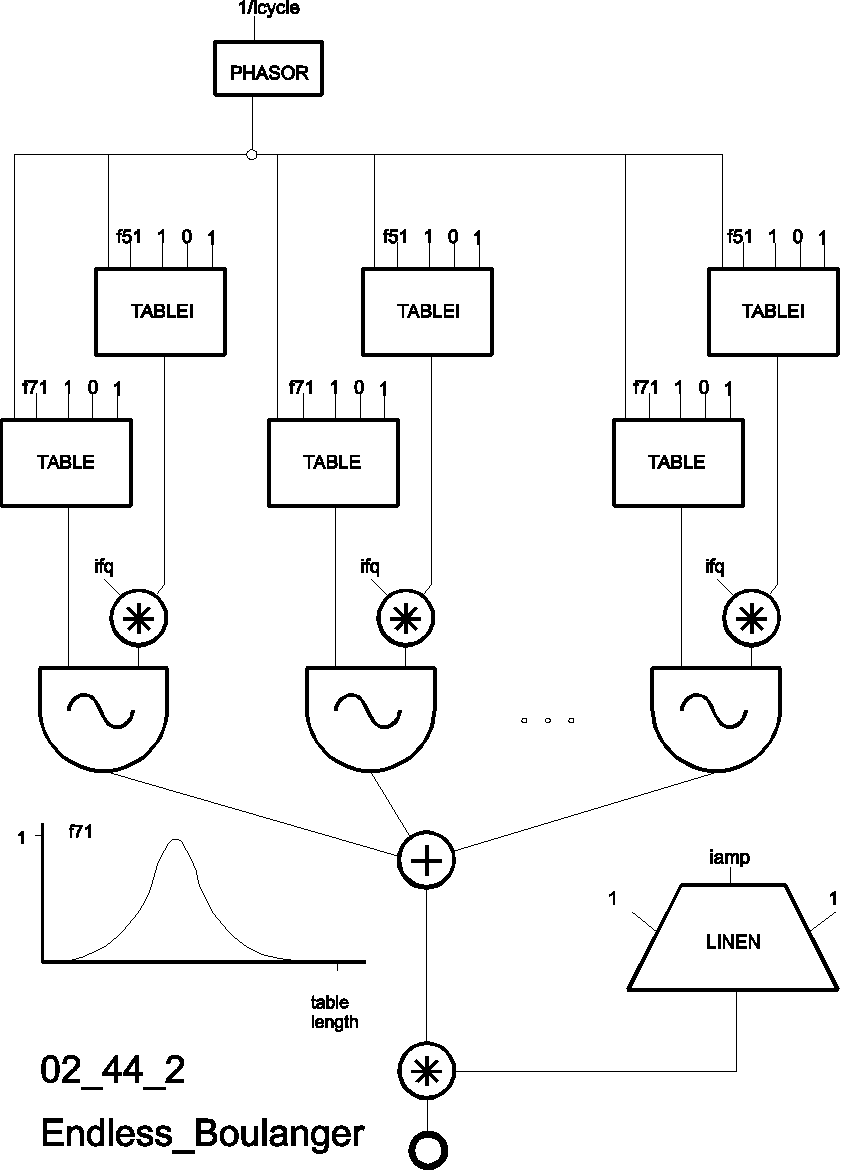 1/icycle
PHASOR
f51 1 0 1 f51 1 0 1 f51 1 0 1
TABLEI TABLEI TABLEI
f71 1 0 1 f71 1 0 1 f71 1 0 1
TABLE TABLE TABLE
ifq ifq ifq
1 f71
iamp
1 1
LINEN
table
length
02_44_2
Endless_Boulanger